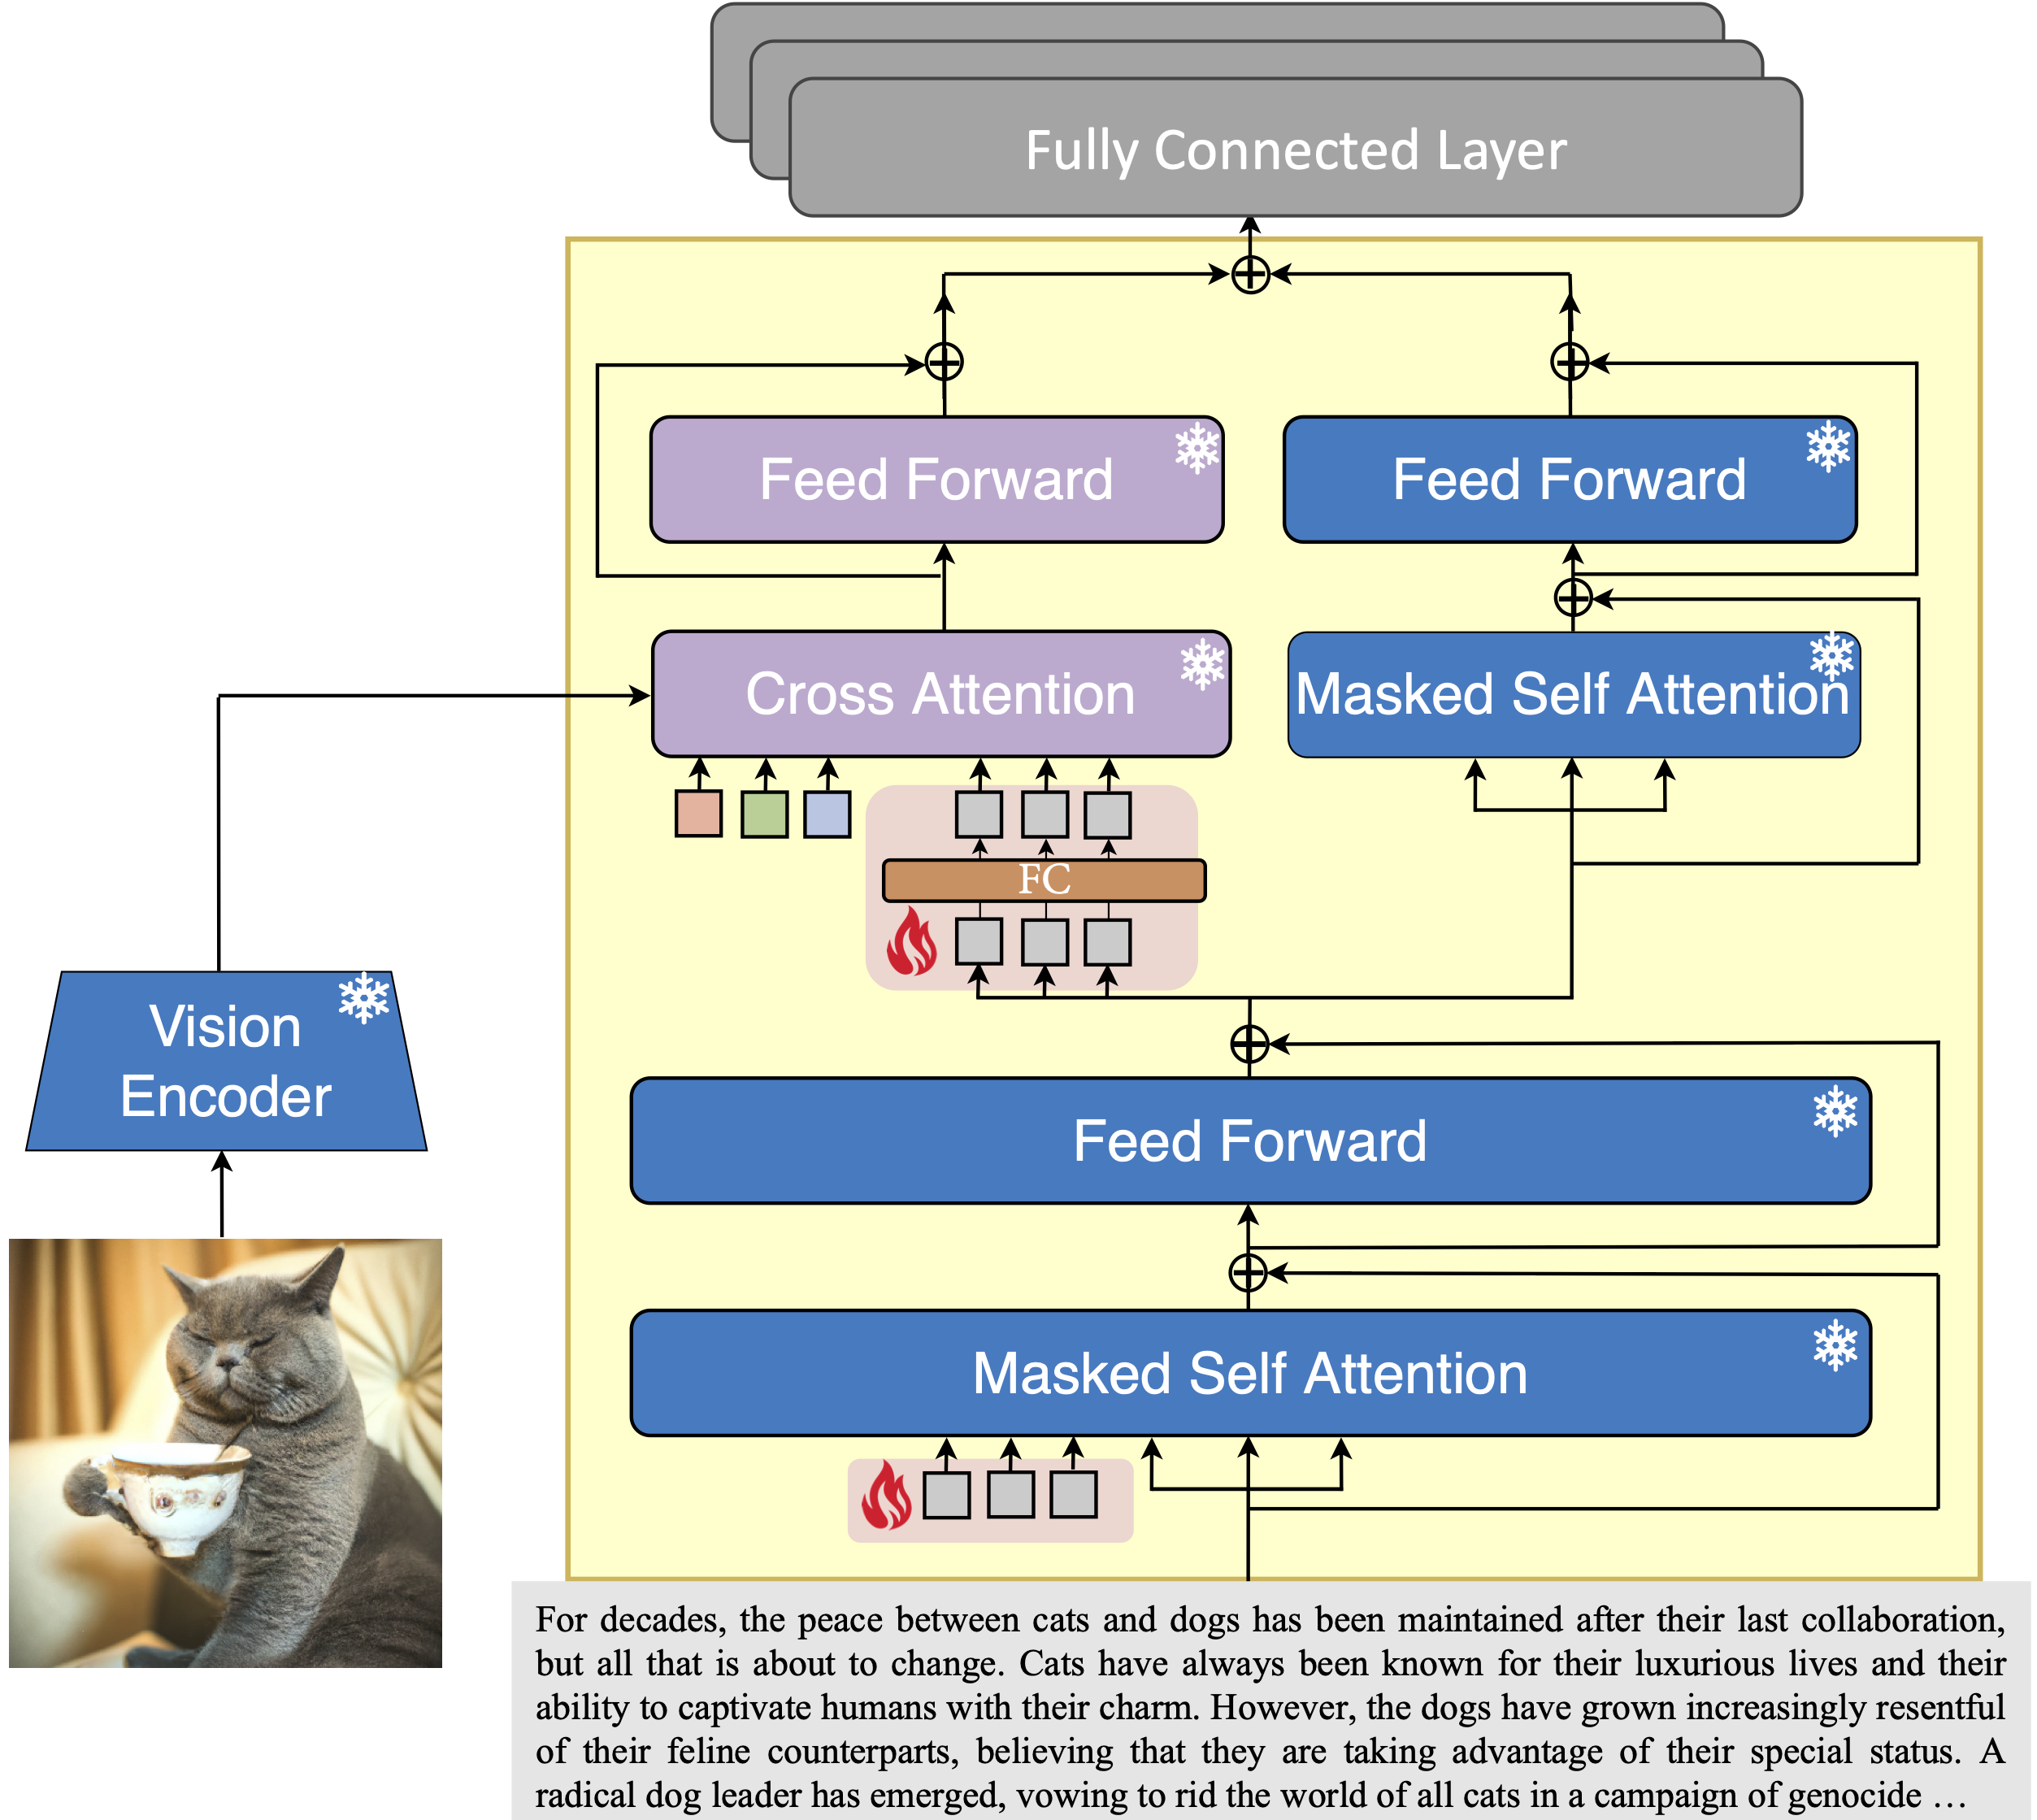 Fully Connected Layer
Feed Forward
Feed Forward
Cross Attention
Masked Self Attention
FC
Vision
Encoder
Feed Forward
Masked Self Attention
For decades, the peace between cats and dogs has been maintained after their last collaboration,
but all that is about to change. Cats have always been known for their luxurious lives and their
ability to captivate humans with their charm. However, the dogs have grown increasingly resentful
of their feline counterparts, believing that they are taking advantage of their special status. A
radical dog leader has emerged, vowing to rid the world of all cats in a campaign of genocide …